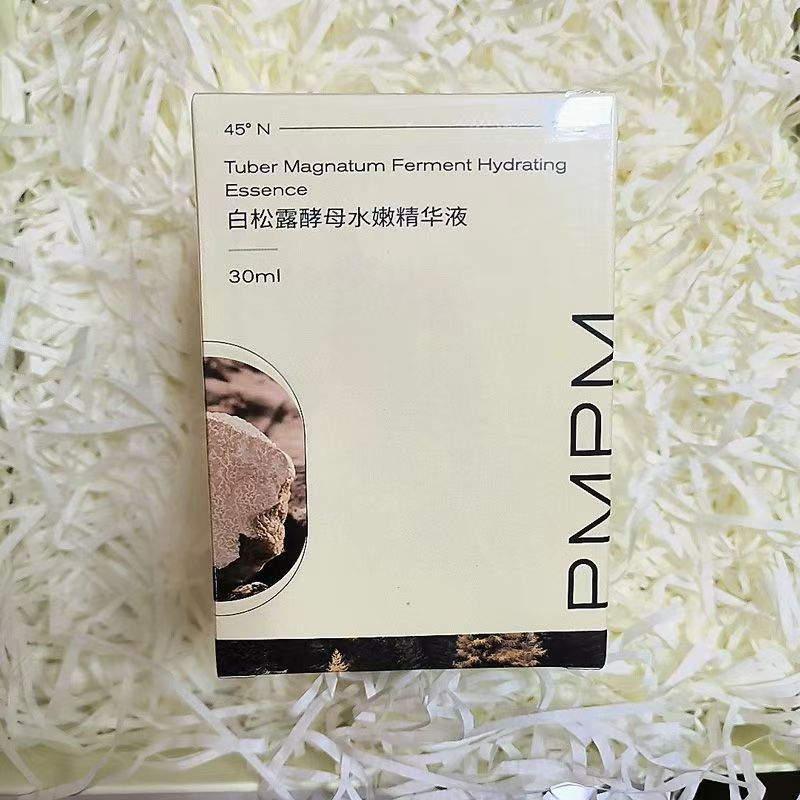 45° N
Tuber Magnatum Ferment Hydrating
Essence
白松露酵母水嫩精华液
30ml
PMPM